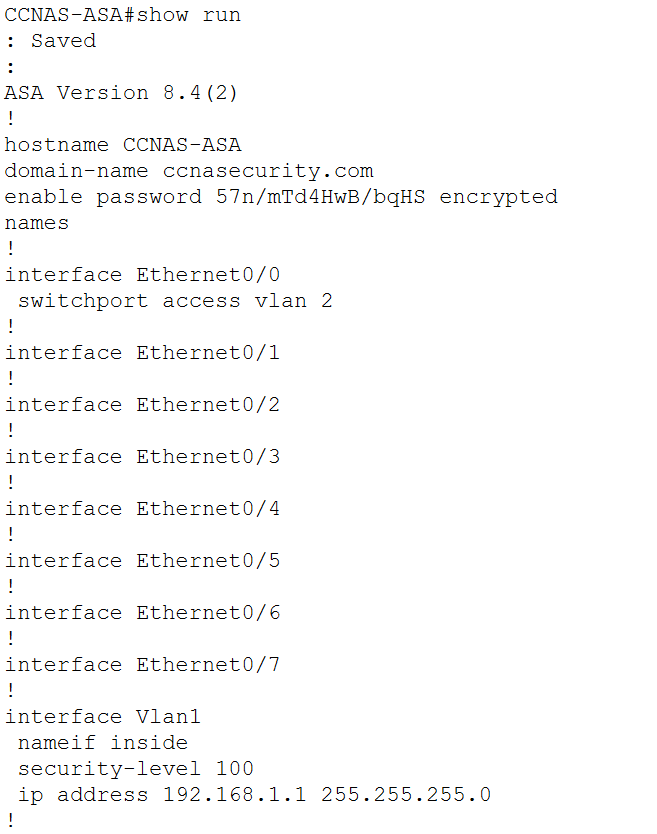 CCNAS-ASA#show run
: Saved
:
ASA Version 8.4(2)
!
hostname CCNAS-ASA
domain-name ccnasecurity.com
enable password 57n/mTd4HwB/bqHS encrypted
names
!
interface Ethernet0/0
 switchport access vlan 2
!
interface Ethernet0/1
!
interface Ethernet0/2
!
interface Ethernet0/3
!
interface Ethernet0/4
!
interface Ethernet0/5
!
interface Ethernet0/6
!
interface Ethernet0/7
!
interface Vlan1
 nameif inside
 security-level 100
 ip address 192.168.1.1 255.255.255.0
!